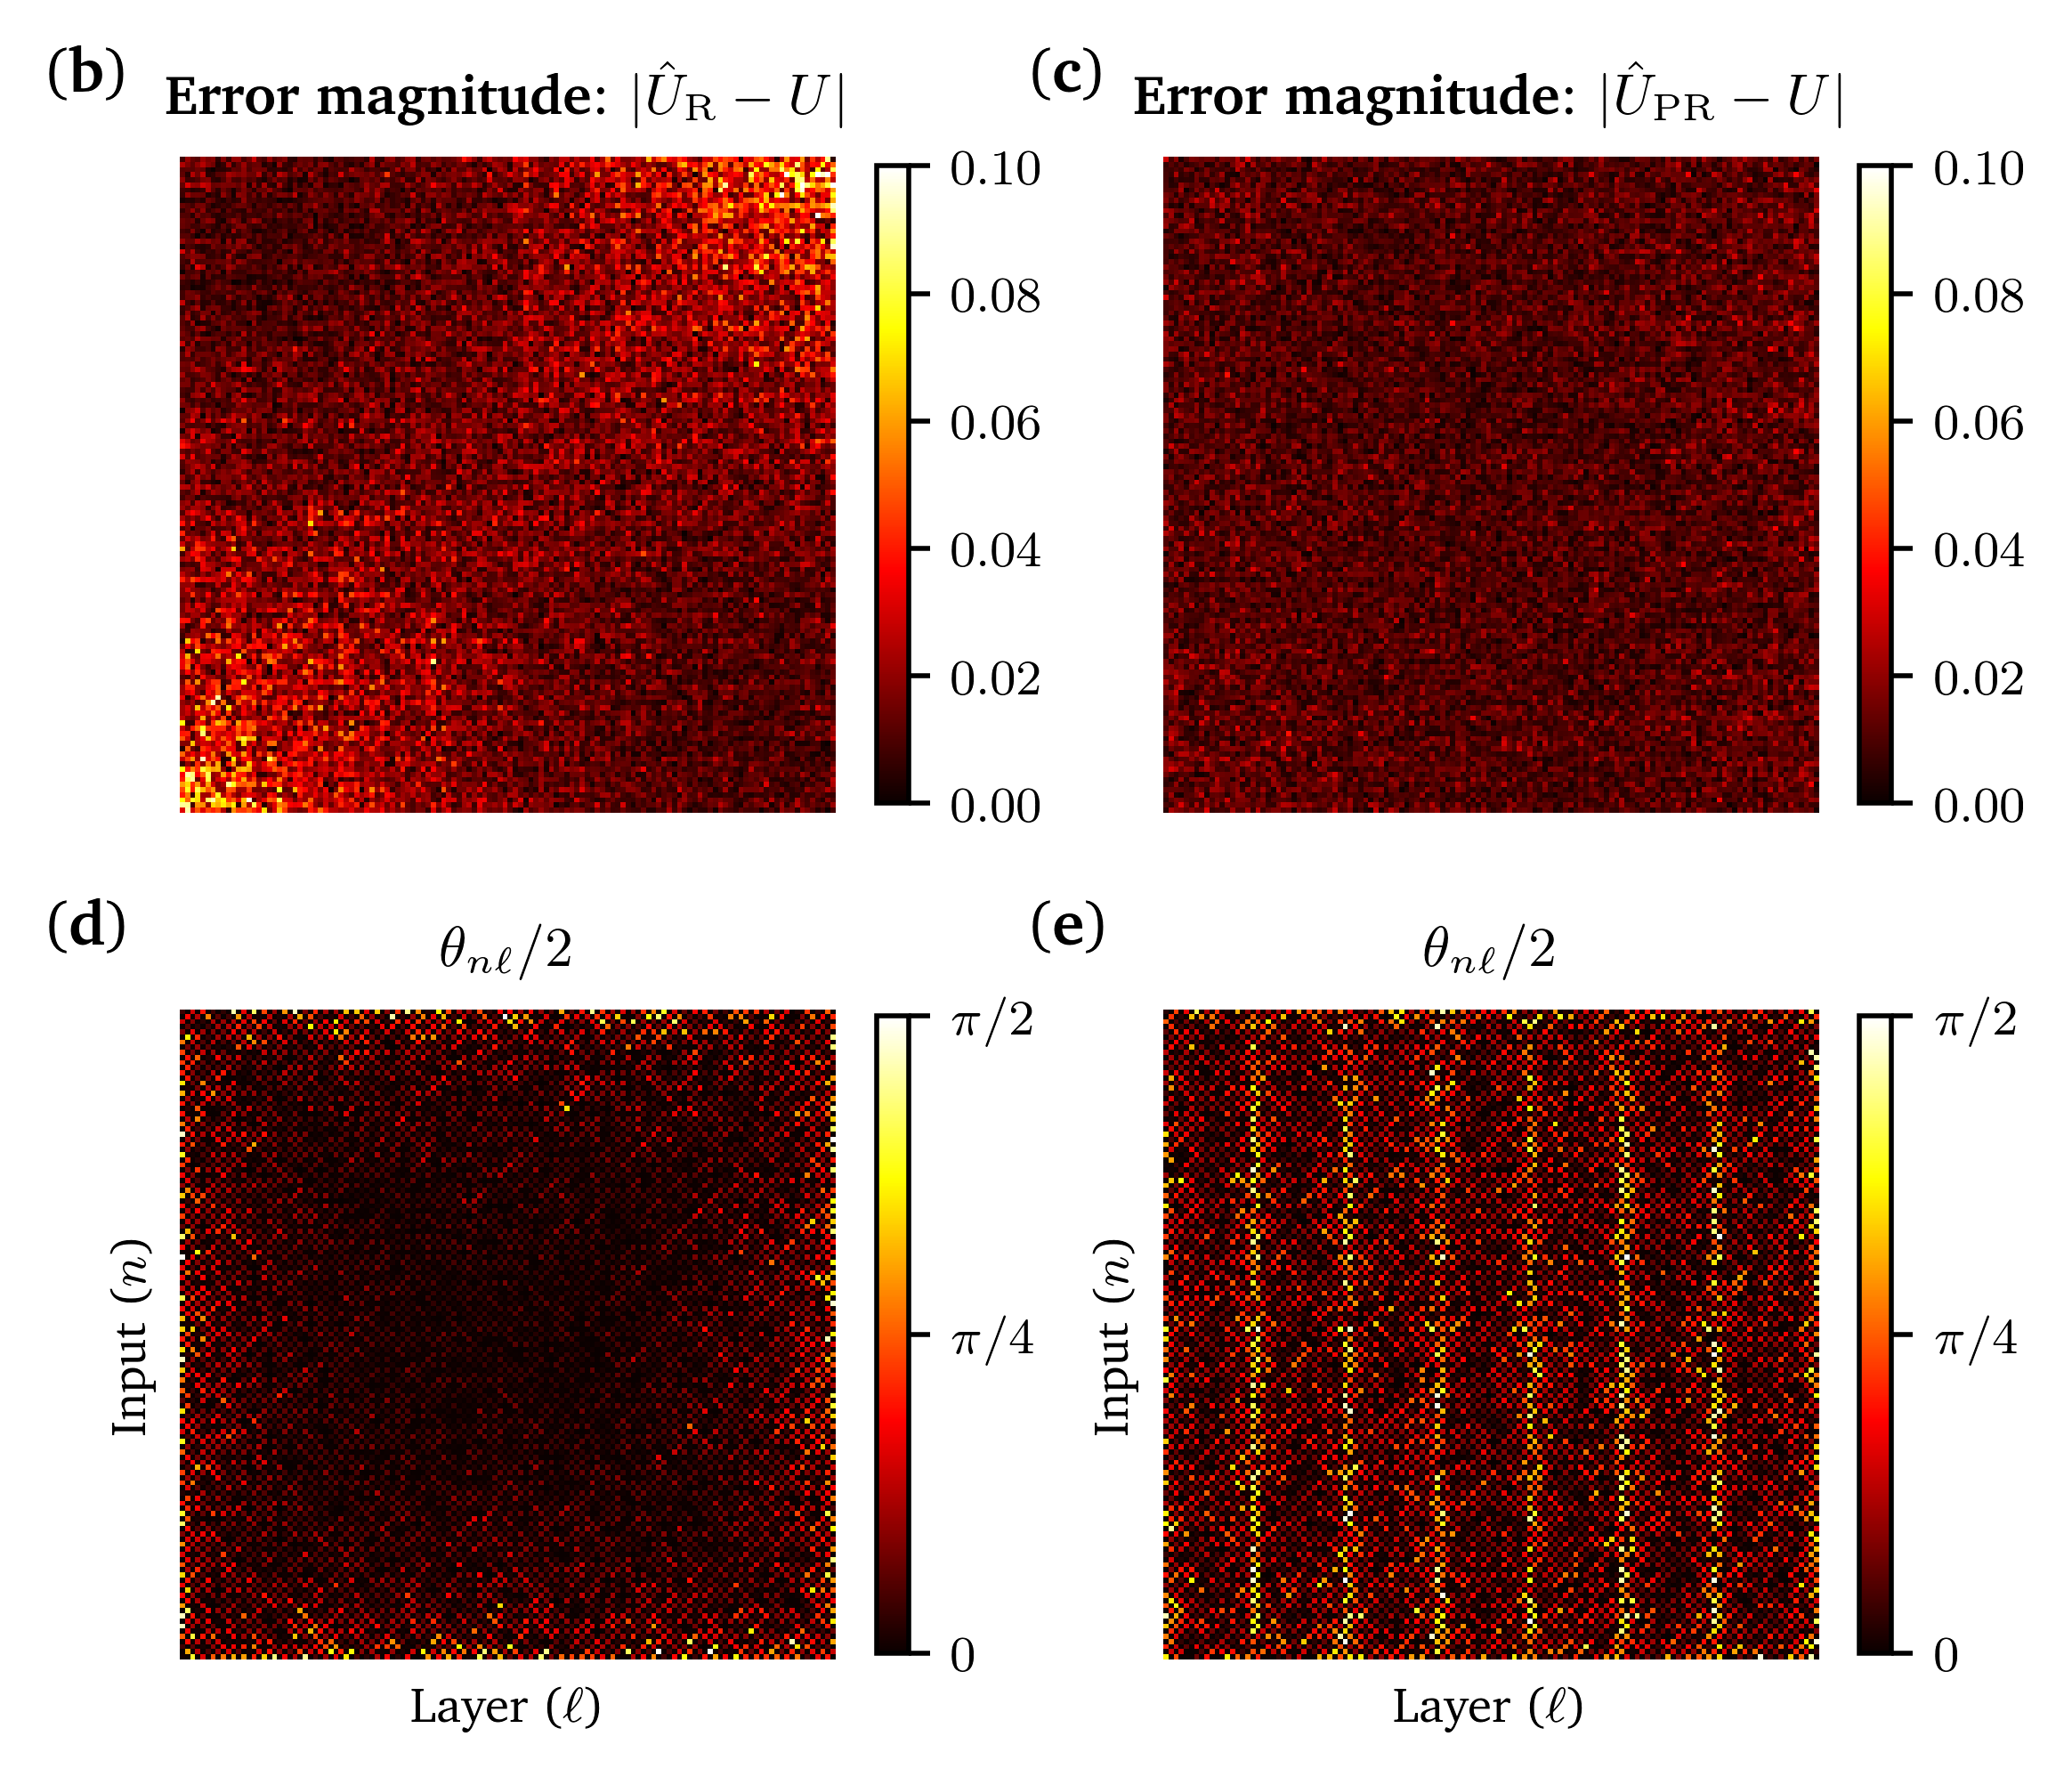 (b)
Error magnitude: |Û_R − U|
0.10
0.08
0.06
0.04
0.02
0.00
(c)
Error magnitude: |Û_PR − U|
0.10
0.08
0.06
0.04
0.02
0.00
(d)
θ_nℓ/2
π/2
π/4
0
Input (n)
Layer (ℓ)
(e)
θ_nℓ/2
π/2
π/4
0
Input (n)
Layer (ℓ)